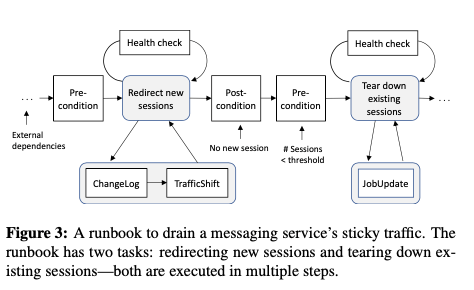 Health check
Health check
Pre-
condition
Redirect new
sessions
Post-
condition
Pre-
condition
Tear down
existing
sessions
...
...
External
dependencies
No new session
# Sessions
< threshold
ChangeLog
TrafficShift
JobUpdate
Figure 3: A runbook to drain a messaging service's sticky traffic. The
runbook has two tasks: redirecting new sessions and tearing down ex-
isting sessions—both are executed in multiple steps.